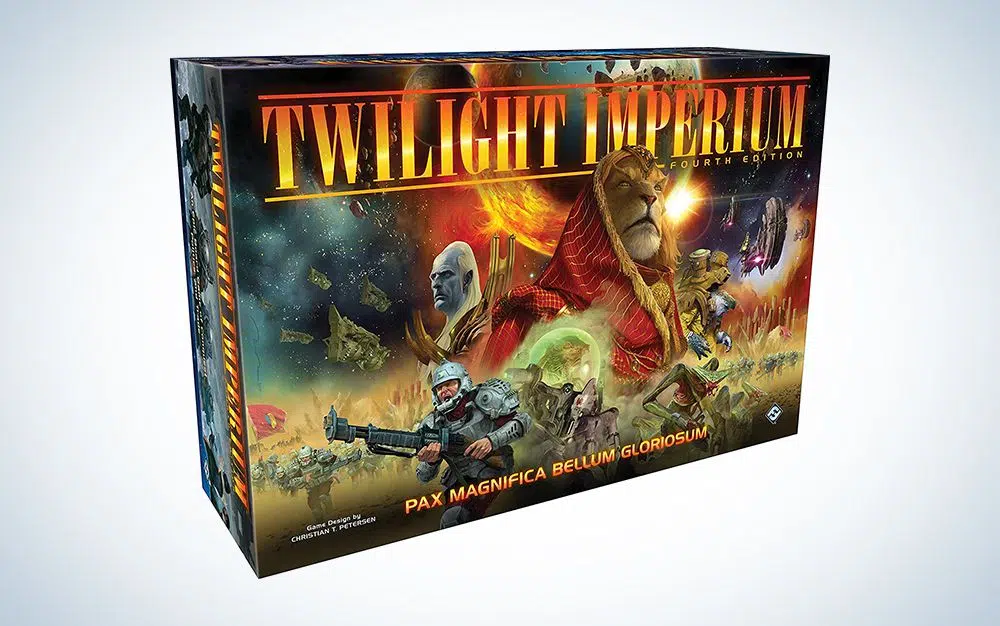 TWILIGHT IMPERIUM
FOURTH EDITION
PAX MAGNIFICA BELLUM GLORIOSUM
Game Design by
CHRISTIAN T. PETERSEN
TWILIGHT IMPERIUM